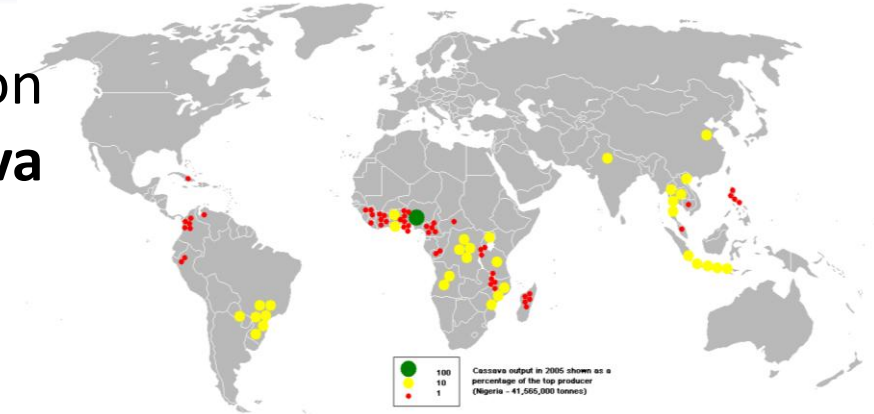 on
va
100
10
1
Cassava output in 2005 shown as a
percentage of the top producer
(Nigeria - 41,565,000 tonnes)